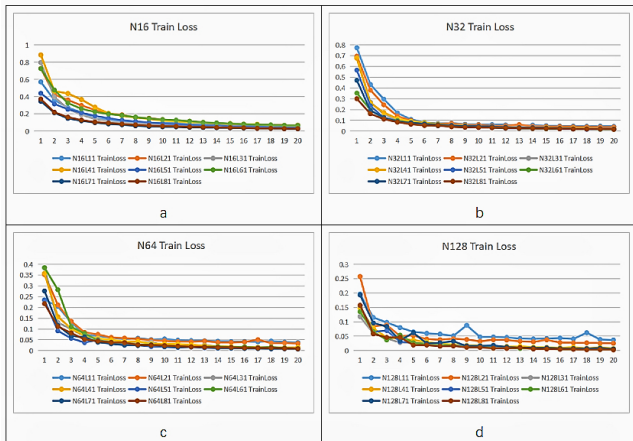 N16 Train Loss
1
0.8
0.6
0.4
0.2
0
1 2 3 4 5 6 7 8 9 10 11 12 13 14 15 16 17 18 19 20
N16L11 TrainLoss N16L21 TrainLoss N16L31 TrainLoss
N16L41 TrainLoss N16L51 TrainLoss N16L61 TrainLoss
N16L71 TrainLoss N16L81 TrainLoss
a
N32 Train Loss
0.8
0.7
0.6
0.5
0.4
0.3
0.2
0.1
0
1 2 3 4 5 6 7 8 9 10 11 12 13 14 15 16 17 18 19 20
N32L11 TrainLoss N32L21 TrainLoss N32L31 TrainLoss
N32L41 TrainLoss N32L51 TrainLoss N32L61 TrainLoss
N32L71 TrainLoss N32L81 TrainLoss
b
N64 Train Loss
0.4
0.35
0.3
0.25
0.2
0.15
0.1
0.05
0
1 2 3 4 5 6 7 8 9 10 11 12 13 14 15 16 17 18 19 20
N64L11 TrainLoss N64L21 TrainLoss N64L31 TrainLoss
N64L41 TrainLoss N64L51 TrainLoss N64L61 TrainLoss
N64L71 TrainLoss N64L81 TrainLoss
c
N128 Train Loss
0.3
0.25
0.2
0.15
0.1
0.05
0
1 2 3 4 5 6 7 8 9 10 11 12 13 14 15 16 17 18 19 20
N128L11 TrainLoss N128L21 TrainLoss N128L31 TrainLoss
N128L41 TrainLoss N128L51 TrainLoss N128L61 TrainLoss
N128L71 TrainLoss N128L81 TrainLoss
d